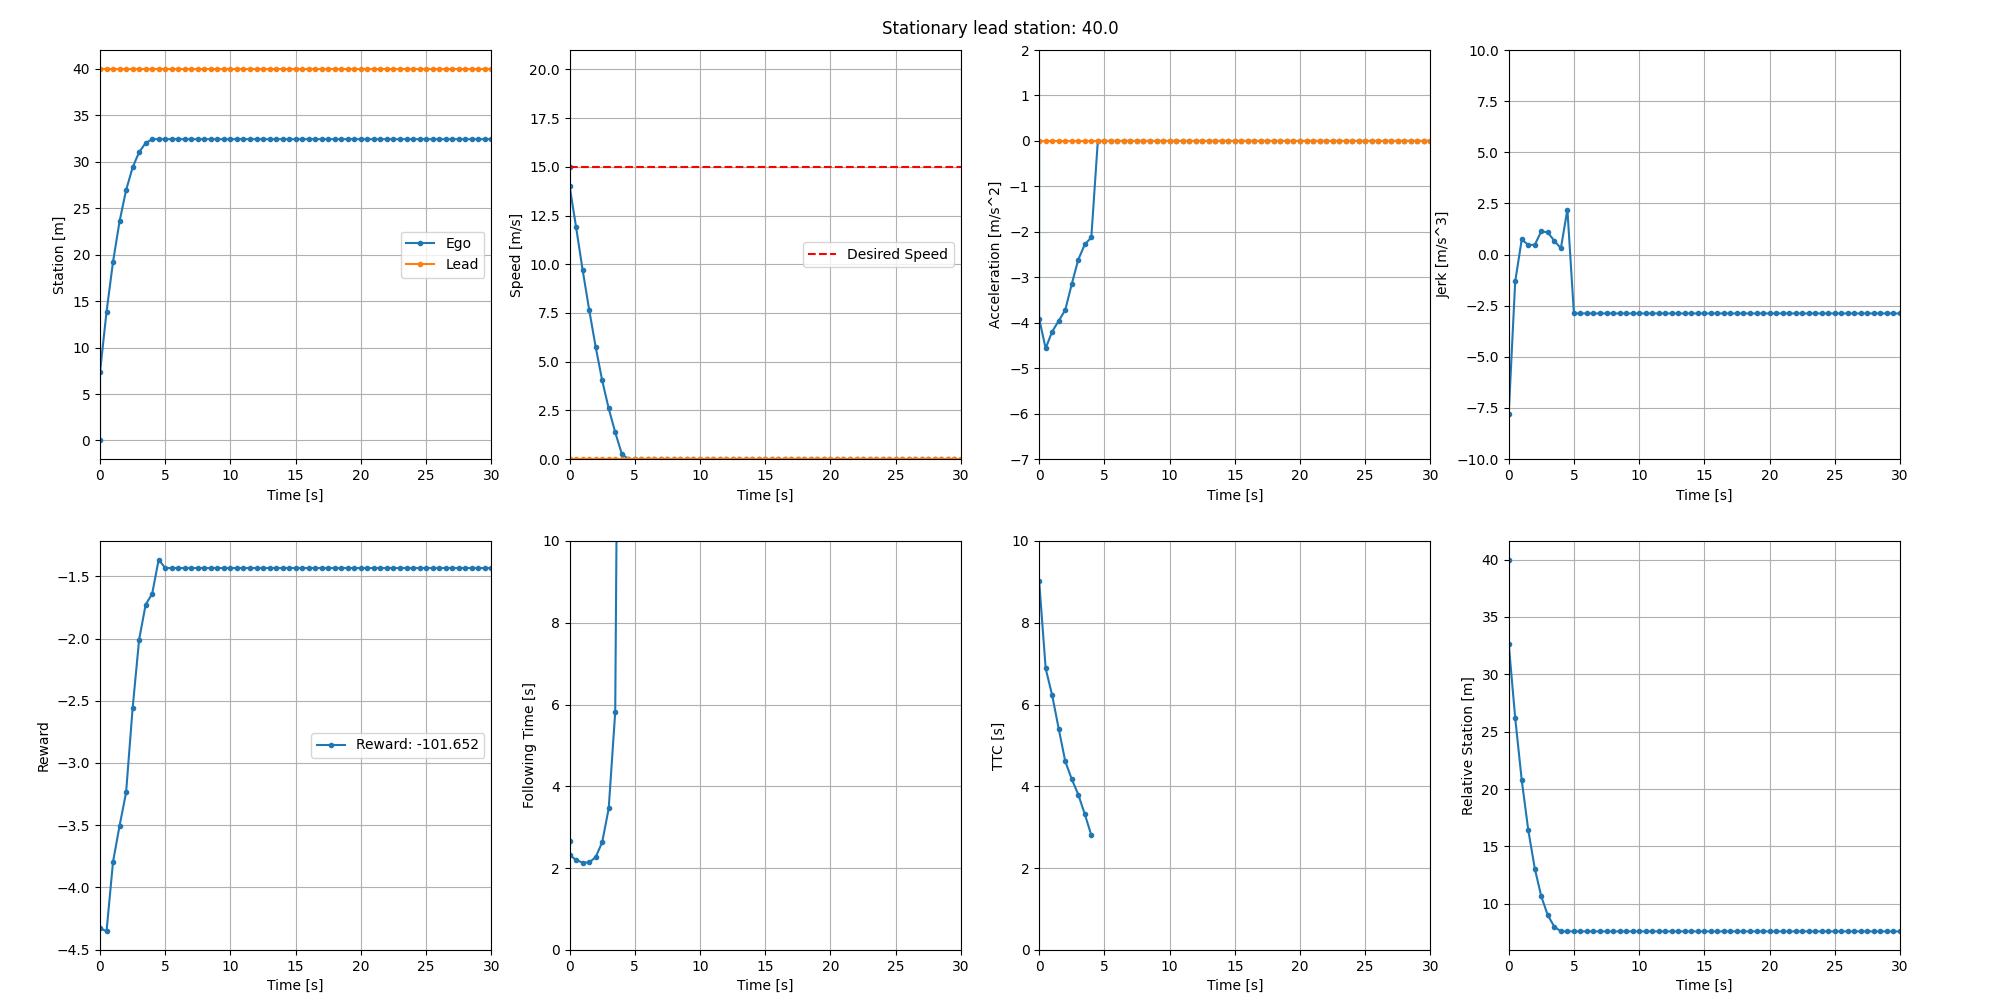 Stationary lead station: 40.0
Station [m]
40
35
30
25
20
15
10
5
0
Ego
Lead
0 5 10 15 20 25 30
Time [s]
Speed [m/s]
20.0
17.5
15.0
12.5
10.0
7.5
5.0
2.5
0.0
Desired Speed
0 5 10 15 20 25 30
Time [s]
Acceleration [m/s^2]
2
1
0
−1
−2
−3
−4
−5
−6
−7
0 5 10 15 20 25 30
Time [s]
Jerk [m/s^3]
10.0
7.5
5.0
2.5
0.0
−2.5
−5.0
−7.5
−10.0
0 5 10 15 20 25 30
Time [s]
Reward
−1.5
−2.0
−2.5
−3.0
−3.5
−4.0
−4.5
Reward: -101.652
0 5 10 15 20 25 30
Time [s]
Following Time [s]
10
8
6
4
2
0
0 5 10 15 20 25 30
Time [s]
TTC [s]
10
8
6
4
2
0
0 5 10 15 20 25 30
Time [s]
Relative Station [m]
40
35
30
25
20
15
10
0 5 10 15 20 25 30
Time [s]